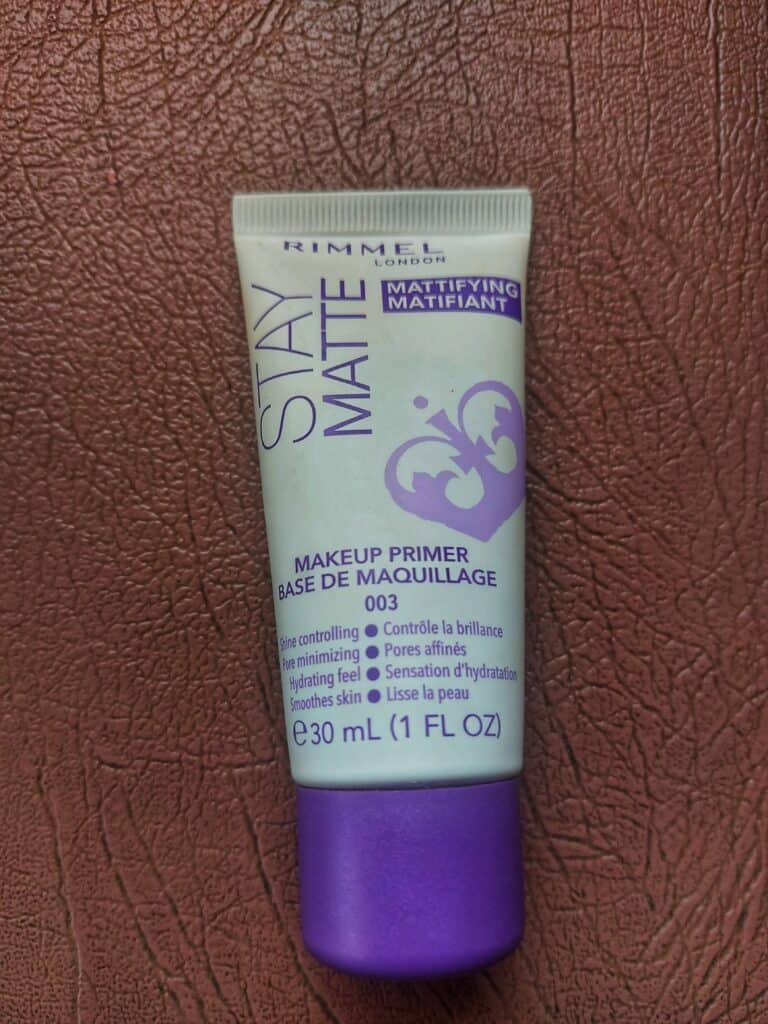 RIMMEL
LONDON
STAY
MATTE
MATTIFYING
MATIFIANT
MAKEUP PRIMER
BASE DE MAQUILLAGE
003
Shine controlling ● Contrôle la brillance
Pore minimizing ● Pores affinés
Hydrating feel ● Sensation d'hydratation
Smoothes skin ● Lisse la peau
℮30 mL (1 FL OZ)